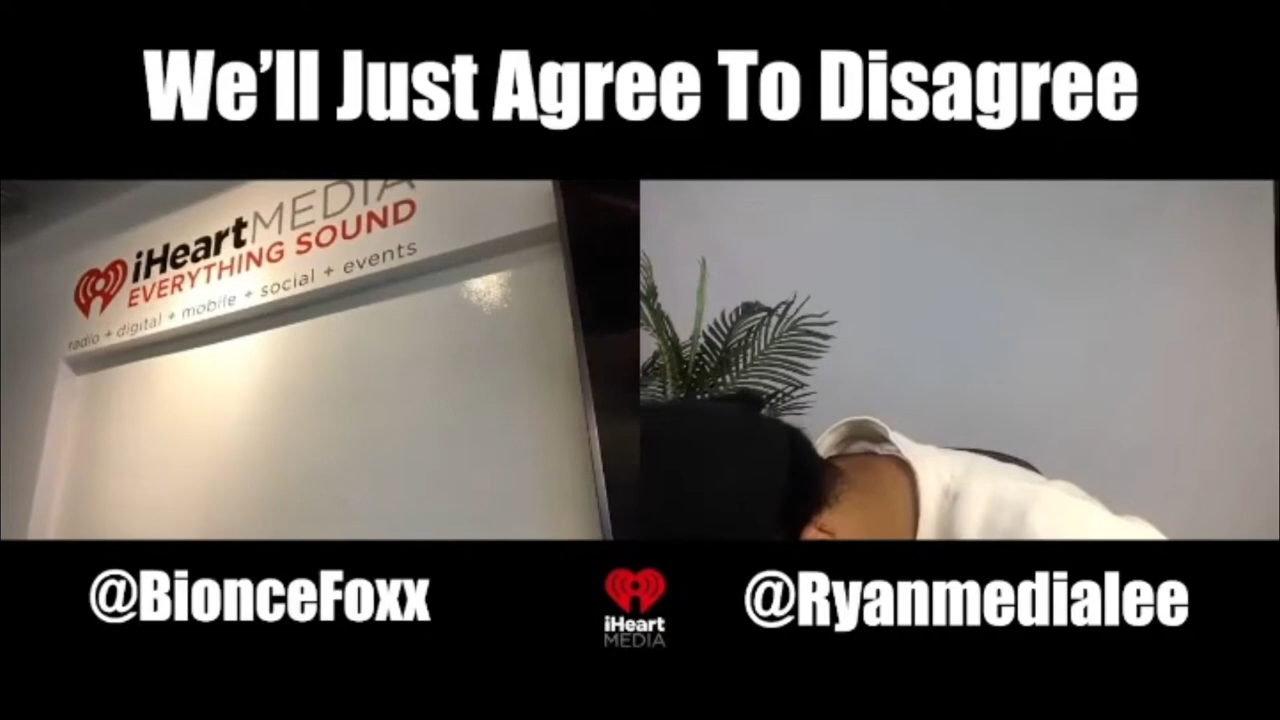 We'll Just Agree To Disagree
iHeartMEDIA
EVERYTHING SOUND
radio + digital + mobile + social + events
@BionceFoxx
iHeart
MEDIA
@Ryanmedialee